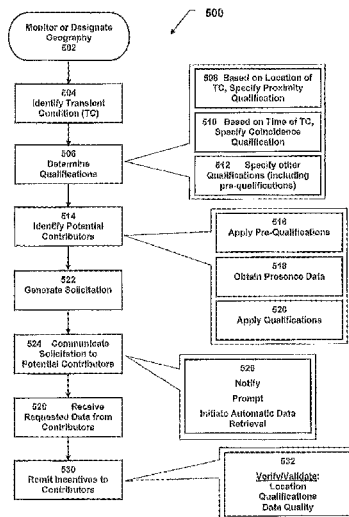 500
Monitor or Designate
Geography
502
504
Identify Transient
Condition (TC)
506
Determine
Qualifications
508 Based on Location of
TC, Specify Proximity
Qualification
510 Based on Time of TC,
Specify Coincidence
Qualification
512 Specify other
Qualifications (including
pre-qualifications)
514
Identify Potential
Contributors
516
Apply Pre-Qualifications
518
Obtain Presence Data
520
Apply Qualifications
522
Generate Solicitation
524 Communicate
Solicitation to
Potential Contributors
526
Notify
Prompt
Initiate Automatic Data
Retrieval
528 Receive
Requested Data from
Contributors
530
Remit Incentives to
Contributors
532
Verify/Validate:
Location
Qualifications
Data Quality